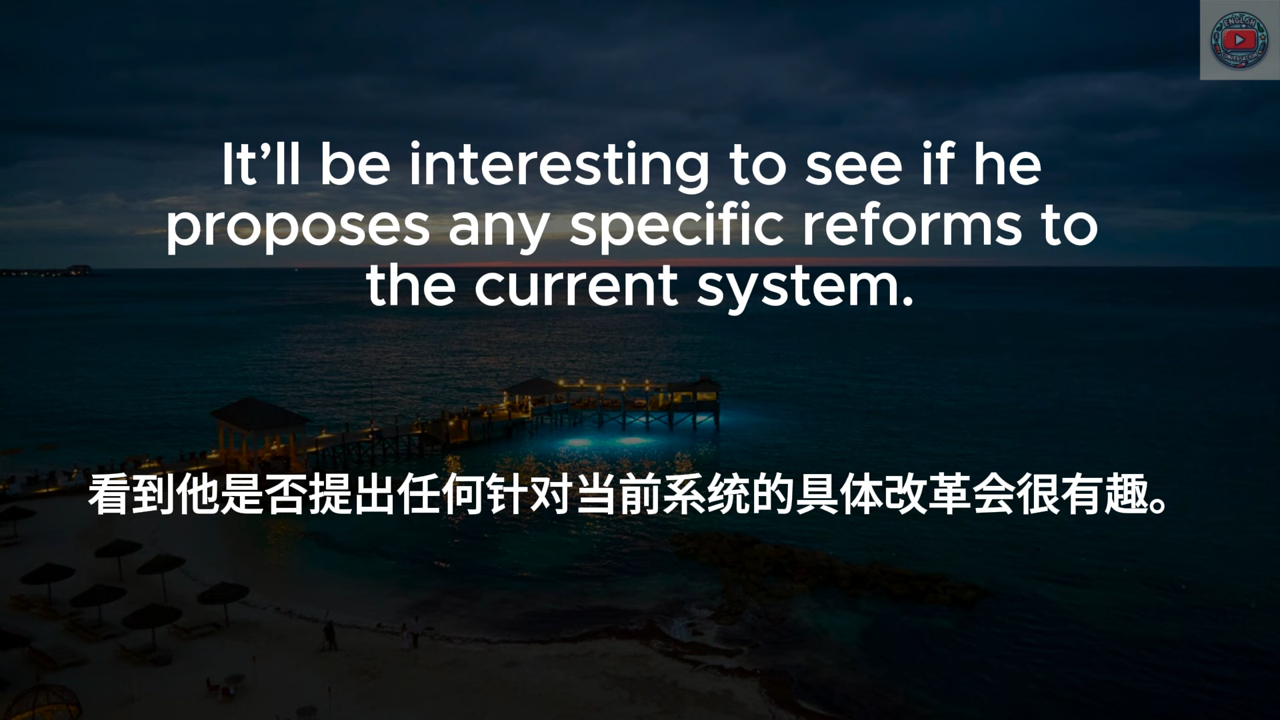 ENGLISH
It’ll be interesting to see if he
proposes any specific reforms to
the current system.
看到他是否提出任何针对当前系统的具体改革会很有趣。